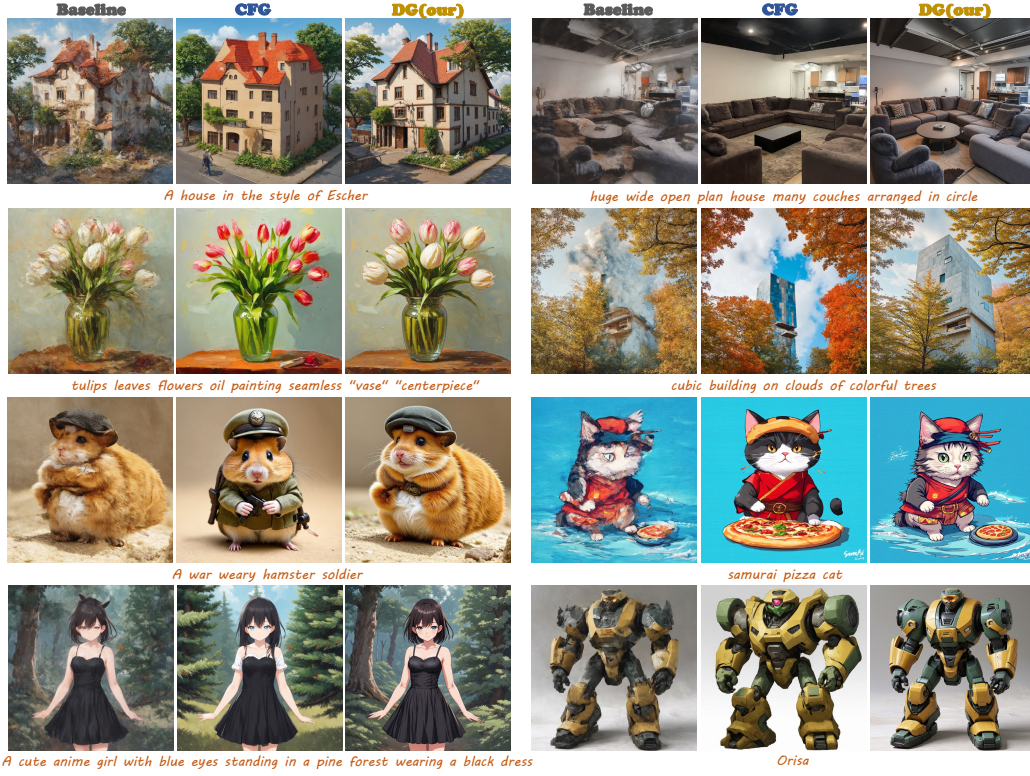 Baseline CFG DG(our) Baseline CFG DG(our)
A house in the style of Escher
huge wide open plan house many couches arranged in circle
tulips leaves flowers oil painting seamless "vase" "centerpiece"
cubic building on clouds of colorful trees
A war weary hamster soldier
samurai pizza cat
A cute anime girl with blue eyes standing in a pine forest wearing a black dress
Orisa